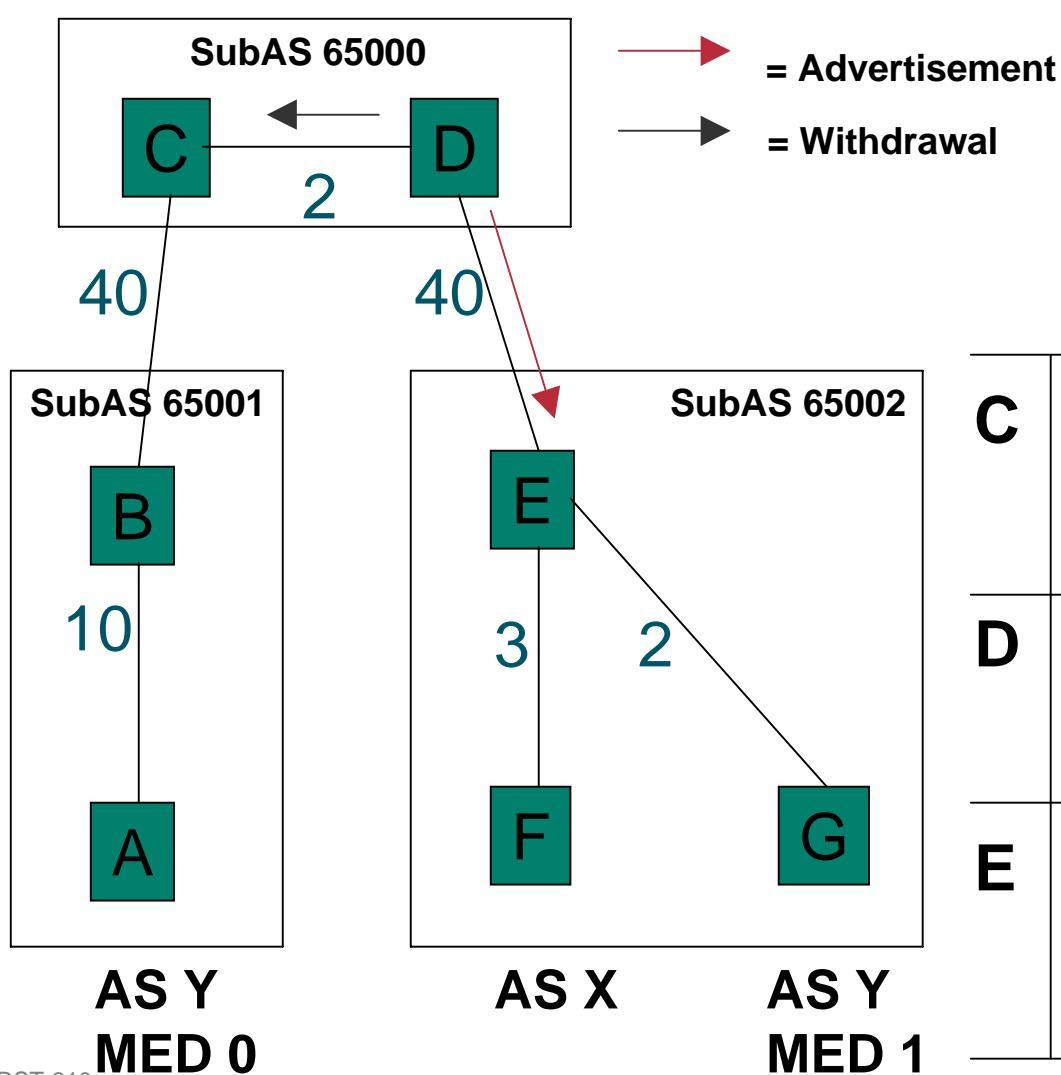 SubAS 65000
= Advertisement
= Withdrawal
C
D
2
40
40
SubAS 65001
SubAS 65002
C
B
E
10
3
2
D
A
F
G
E
AS Y
AS X
AS Y
MED 0
MED 1